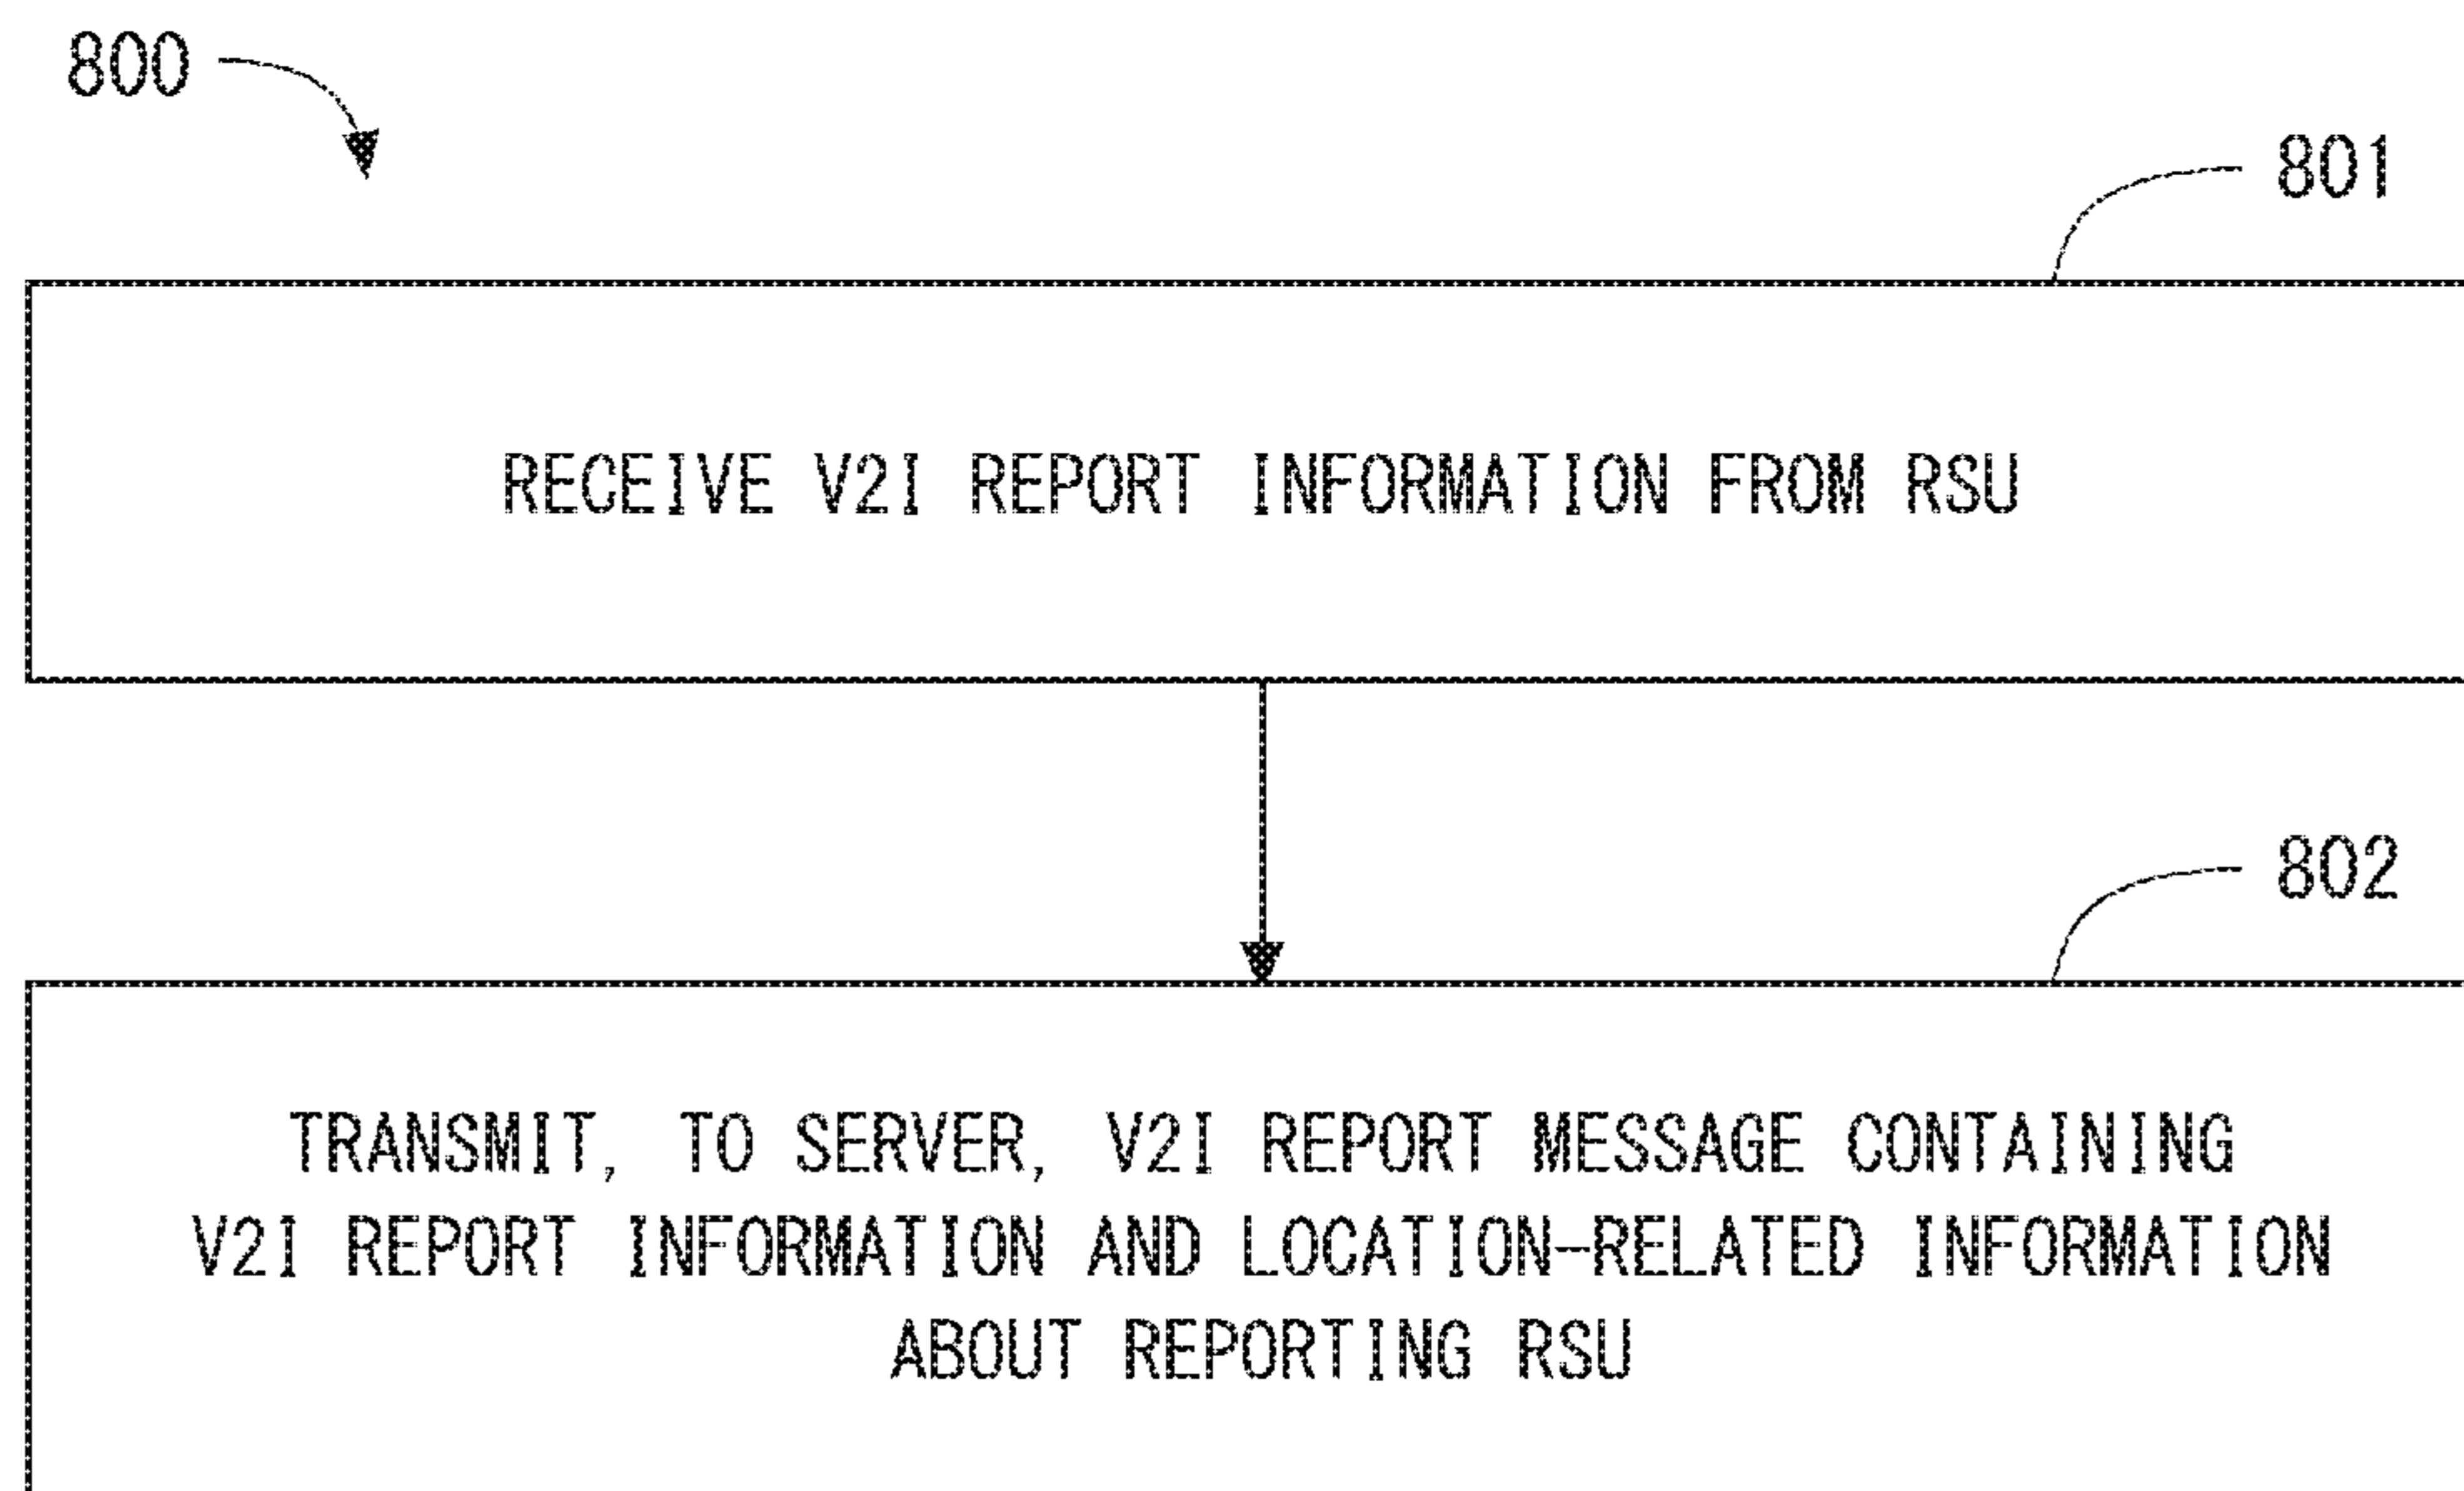 800
801
RECEIVE V2I REPORT INFORMATION FROM RSU
802
TRANSMIT, TO SERVER, V2I REPORT MESSAGE CONTAINING
V2I REPORT INFORMATION AND LOCATION-RELATED INFORMATION
ABOUT REPORTING RSU